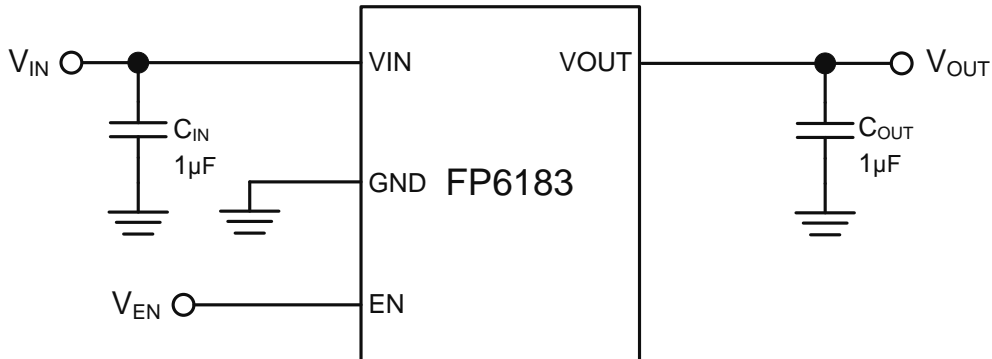 VIN
VIN
VOUT
VOUT
CIN
1µF
COUT
1µF
GND
FP6183
VEN
EN